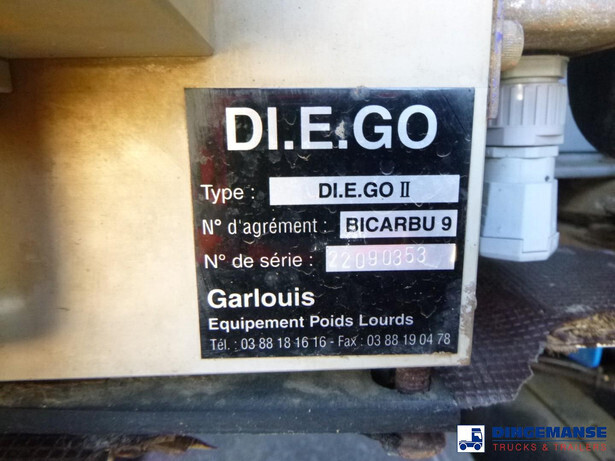 DI.E.GO
Type : DI.E.GO II
N° d'agrément : BICARBU 9
N° de série : 22090353
Garlouis
Equipement Poids Lourds
Tél. : 03 88 18 16 16 - Fax : 03 88 19 04 78
DINGEMANSE
TRUCKS & TRAILERS